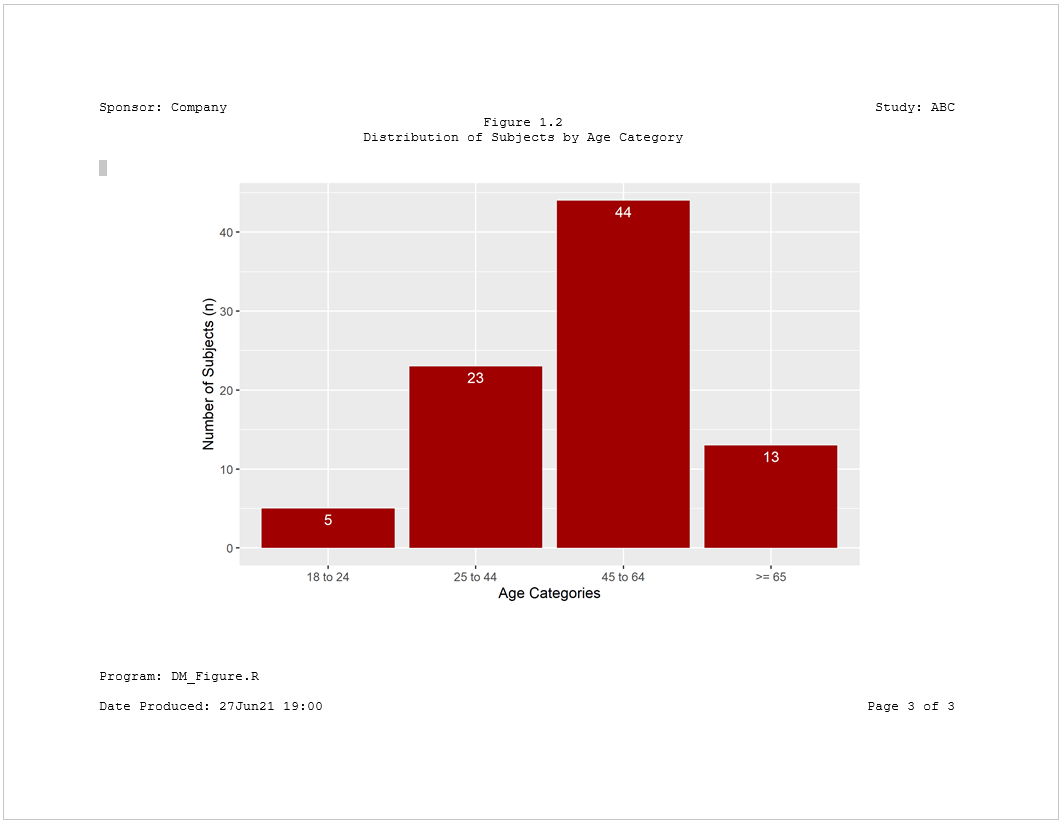 Sponsor: Company Study: ABC
Figure 1.2
Distribution of Subjects by Age Category
Number of Subjects (n)
40
30
20
10
0
44
23
13
5
18 to 24 25 to 44 45 to 64 >= 65
Age Categories
Program: DM_Figure.R
Date Produced: 27Jun21 19:00 Page 3 of 3